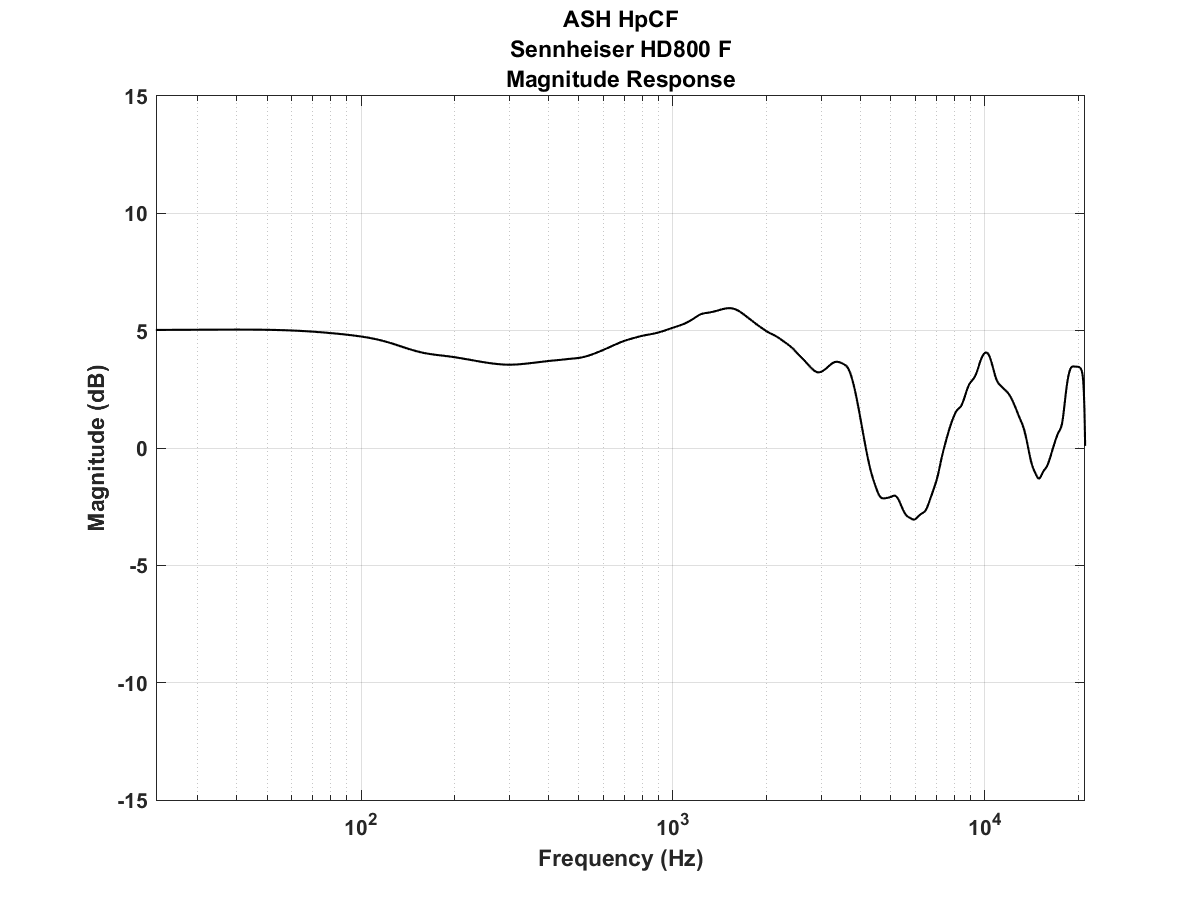 ASH HpCF
Sennheiser HD800 F
Magnitude Response
15
10
5
0
-5
-10
-15
Magnitude (dB)
10²
10³
10⁴
Frequency (Hz)